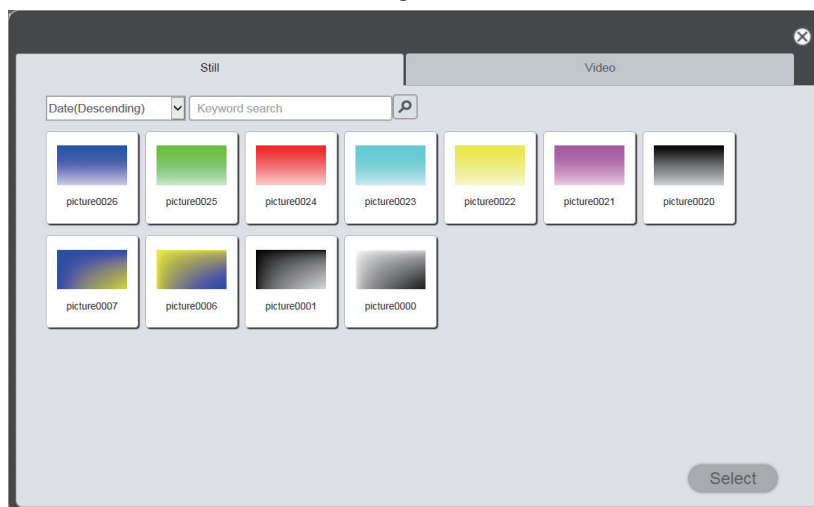 Still Video
Date(Descending) Keyword search
picture0026 picture0025 picture0024 picture0023 picture0022 picture0021 picture0020
picture0007 picture0006 picture0001 picture0000
Select